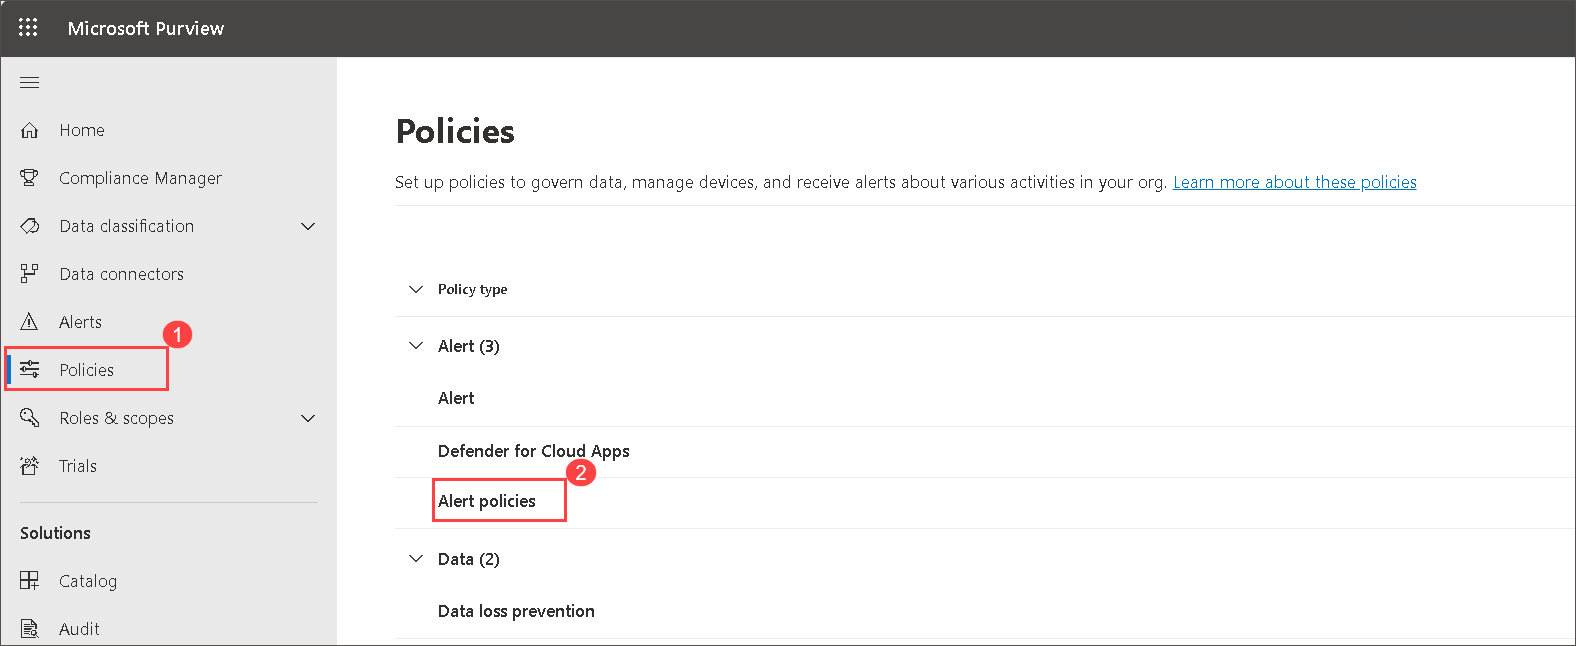 Microsoft Purview
Home
Compliance Manager
Data classification
Data connectors
Alerts
1
Policies
Roles & scopes
Trials
Solutions
Catalog
Audit
Policies
Set up policies to govern data, manage devices, and receive alerts about various activities in your org. Learn more about these policies
Policy type
Alert (3)
Alert
Defender for Cloud Apps
2
Alert policies
Data (2)
Data loss prevention